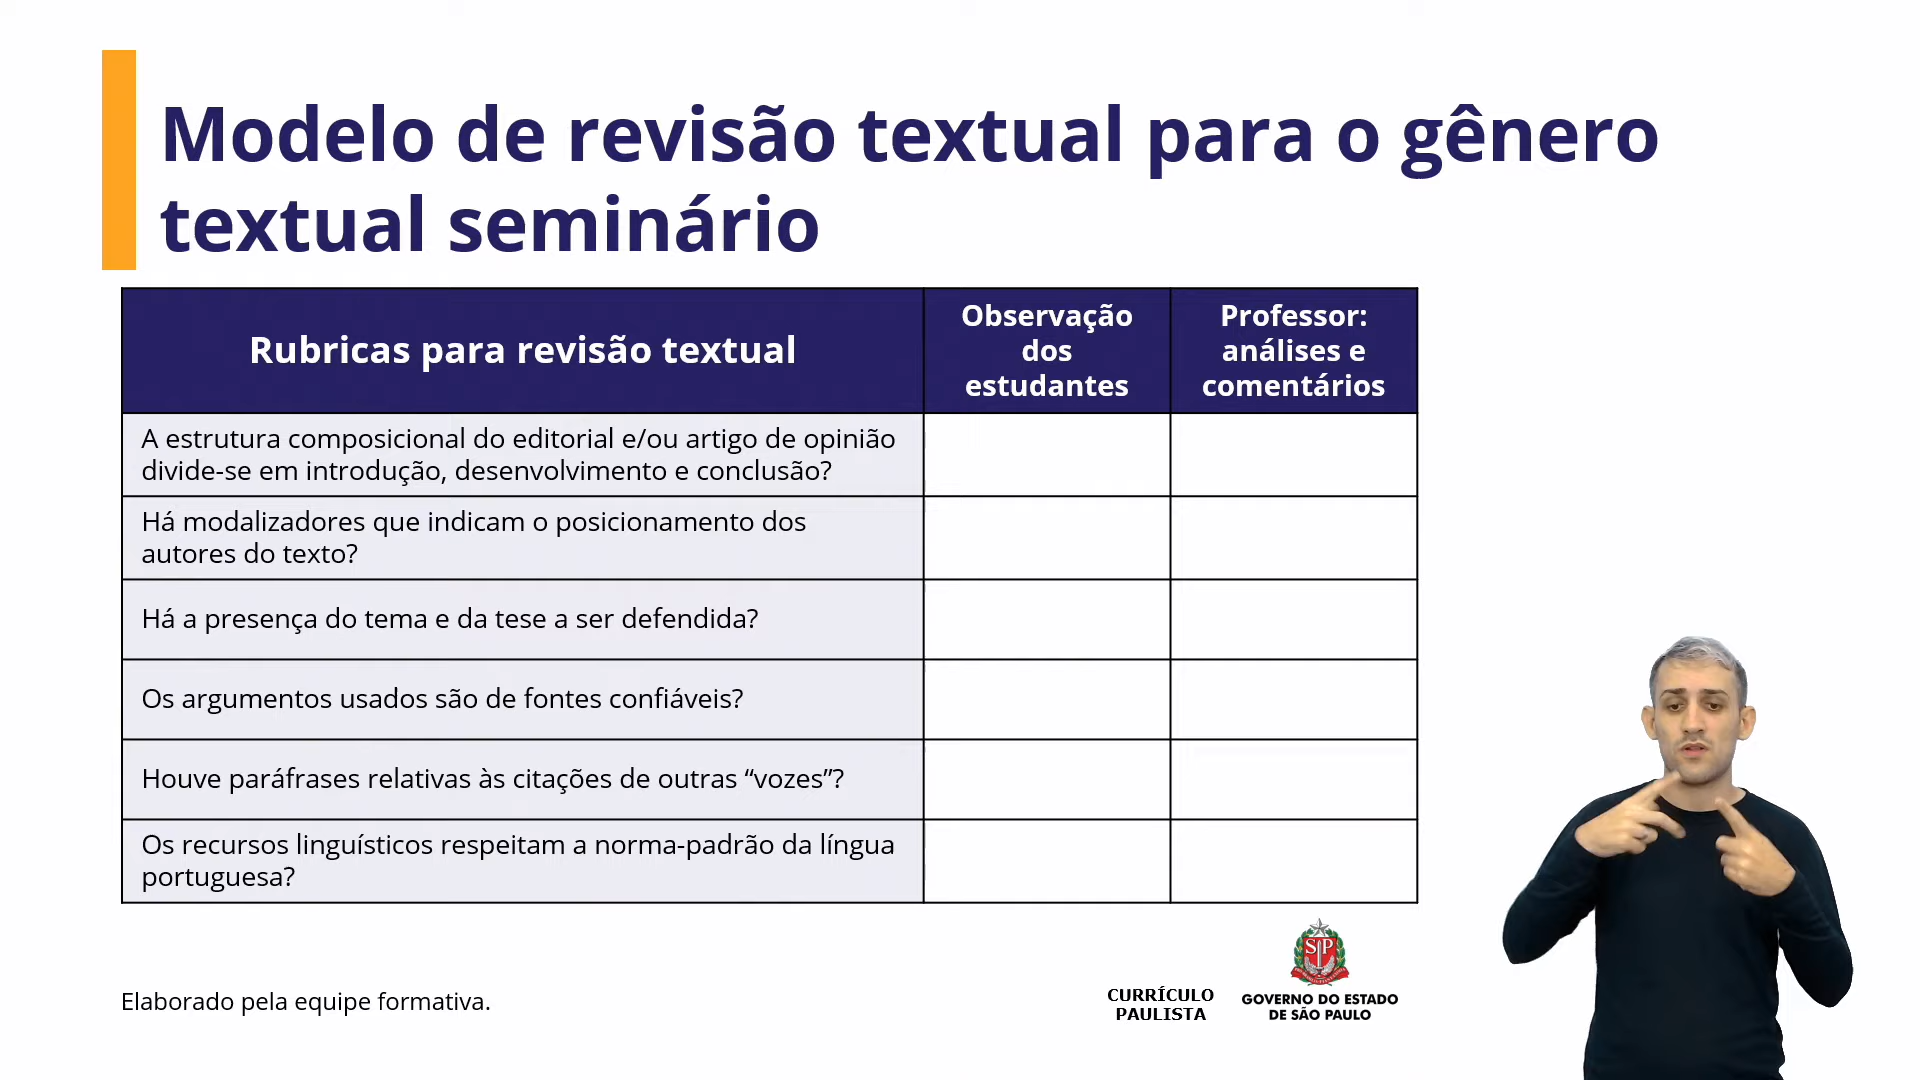 Modelo de revisão textual para o gênero
textual seminário
Rubricas para revisão textual
Observação
dos
estudantes
Professor:
análises e
comentários
A estrutura composicional do editorial e/ou artigo de opinião
divide-se em introdução, desenvolvimento e conclusão?
Há modalizadores que indicam o posicionamento dos
autores do texto?
Há a presença do tema e da tese a ser defendida?
Os argumentos usados são de fontes confiáveis?
Houve paráfrases relativas às citações de outras “vozes”?
Os recursos linguísticos respeitam a norma-padrão da língua
portuguesa?
Elaborado pela equipe formativa.
CURRÍCULO
PAULISTA
SP
GOVERNO DO ESTADO
DE SÃO PAULO